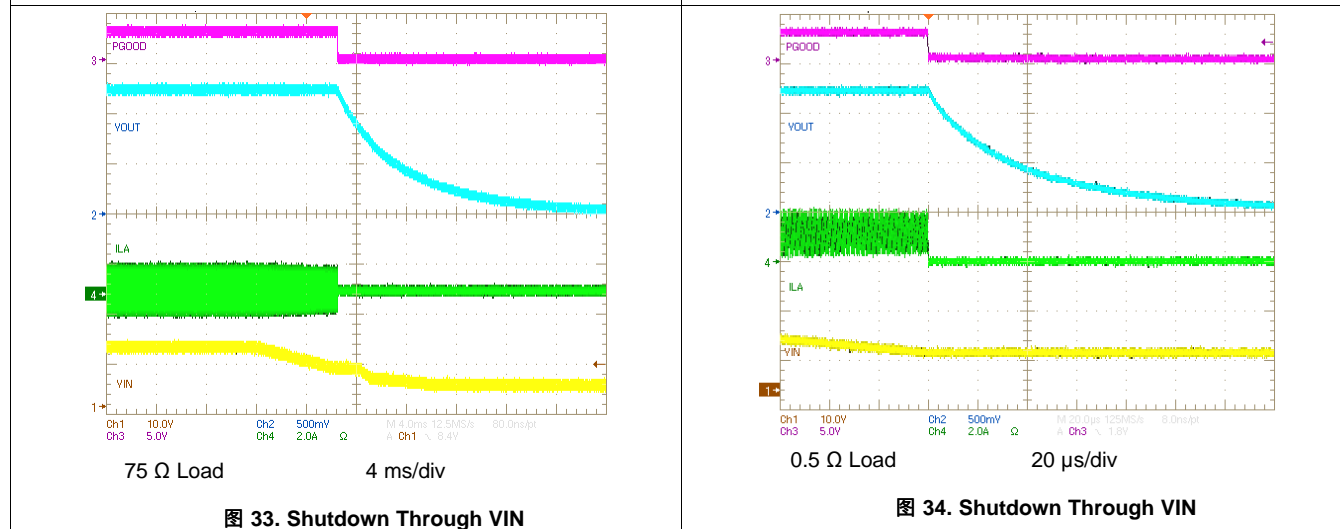 PGOOD
3
VOUT
2
ILA
4
VIN
1
Ch1 10.0V Ch2 500mV M 4.0ms 12.5MS/s 80.0ns/pt
Ch3 5.0V Ch4 2.0A Ω A Ch1 \ 8.4V
75 Ω Load 4 ms/div
图 33. Shutdown Through VIN
PGOOD
3
VOUT
2
4
ILA
VIN
1
Ch1 10.0V Ch2 500mV M 20.0µs 125MS/s 8.0ns/pt
Ch3 5.0V Ch4 2.0A Ω A Ch3 \ 1.8V
0.5 Ω Load 20 µs/div
图 34. Shutdown Through VIN